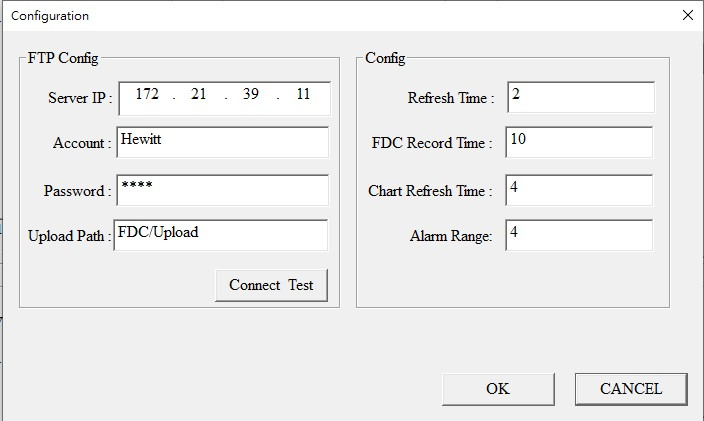 Configuration
FTP Config
Server IP : 172 . 21 . 39 . 11
Account : Hewitt
Password : ****
Upload Path : FDC/Upload
Connect Test
Config
Refresh Time : 2
FDC Record Time : 10
Chart Refresh Time : 4
Alarm Range: 4
OK
CANCEL